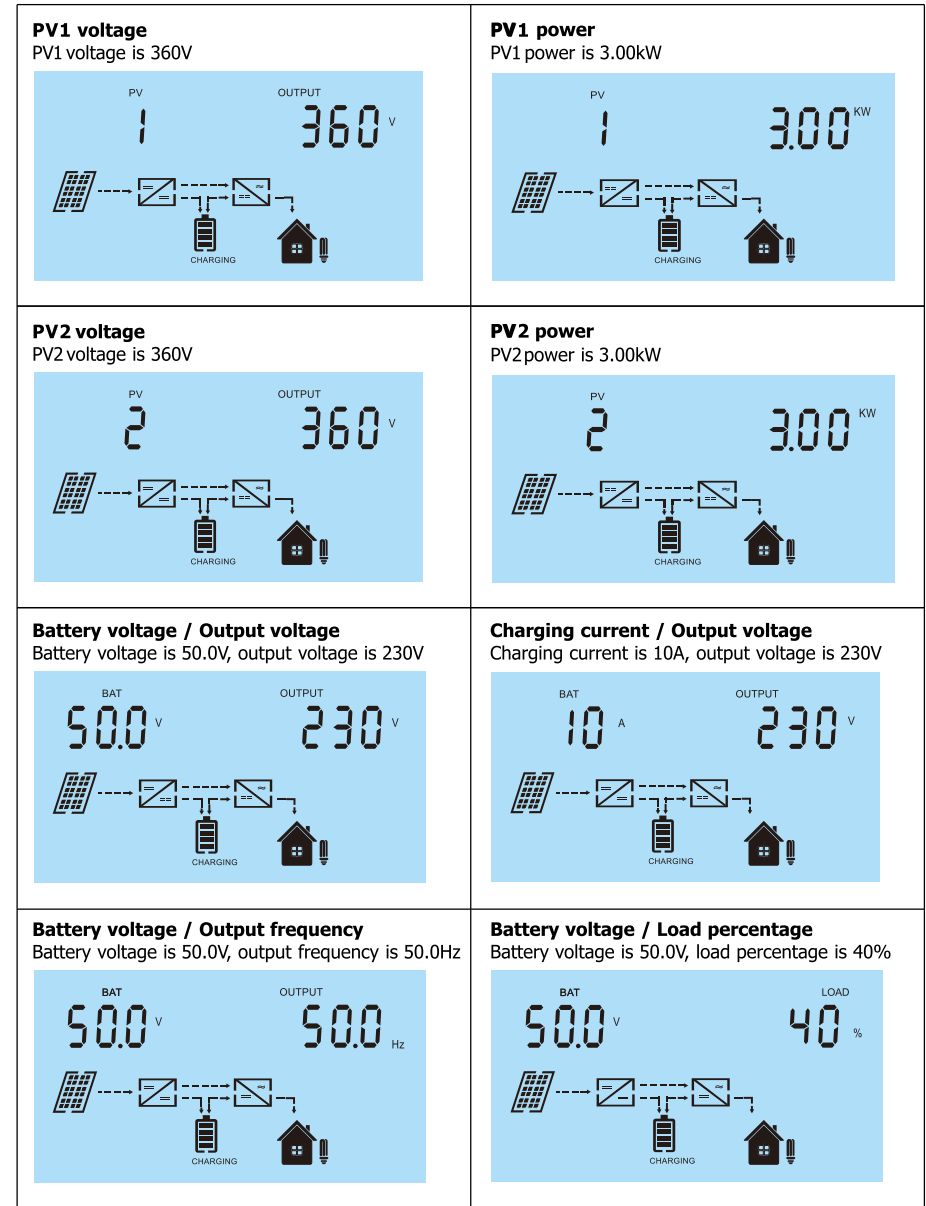 PV1 voltage
PV1 voltage is 360V
PV OUTPUT
1 360 V
CHARGING
PV1 power
PV1 power is 3.00kW
PV
1 3.00 KW
CHARGING
PV2 voltage
PV2 voltage is 360V
PV OUTPUT
2 360 V
CHARGING
PV2 power
PV2 power is 3.00kW
PV
2 3.00 KW
CHARGING
Battery voltage / Output voltage
Battery voltage is 50.0V, output voltage is 230V
BAT OUTPUT
50.0 V 230 V
CHARGING
Charging current / Output voltage
Charging current is 10A, output voltage is 230V
BAT OUTPUT
10 A 230 V
CHARGING
Battery voltage / Output frequency
Battery voltage is 50.0V, output frequency is 50.0Hz
BAT OUTPUT
50.0 V 50.0 Hz
CHARGING
Battery voltage / Load percentage
Battery voltage is 50.0V, load percentage is 40%
BAT LOAD
50.0 V 40 %
CHARGING